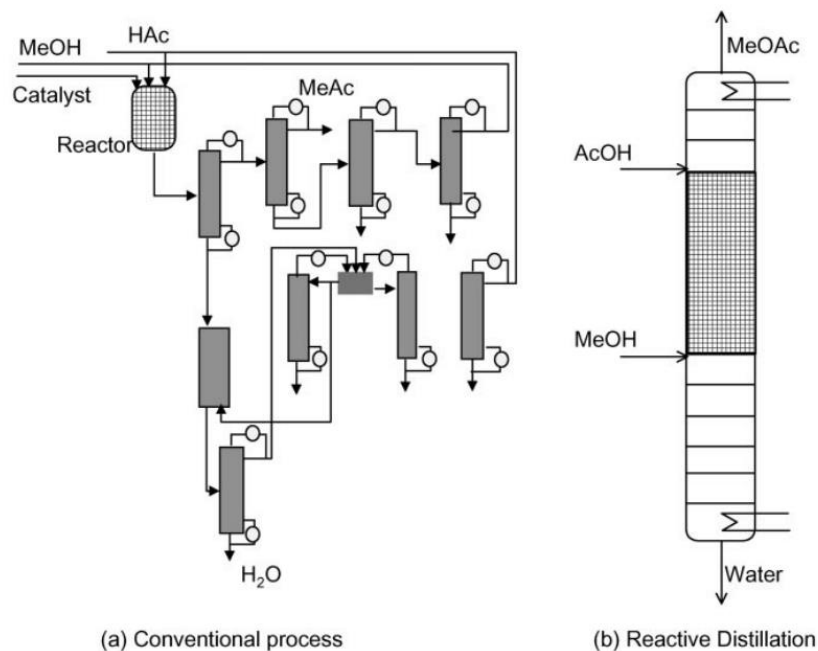 HAc
MeOH
Catalyst
Reactor
MeAc
H₂O
(a) Conventional process
MeOAc
AcOH
MeOH
Water
(b) Reactive Distillation